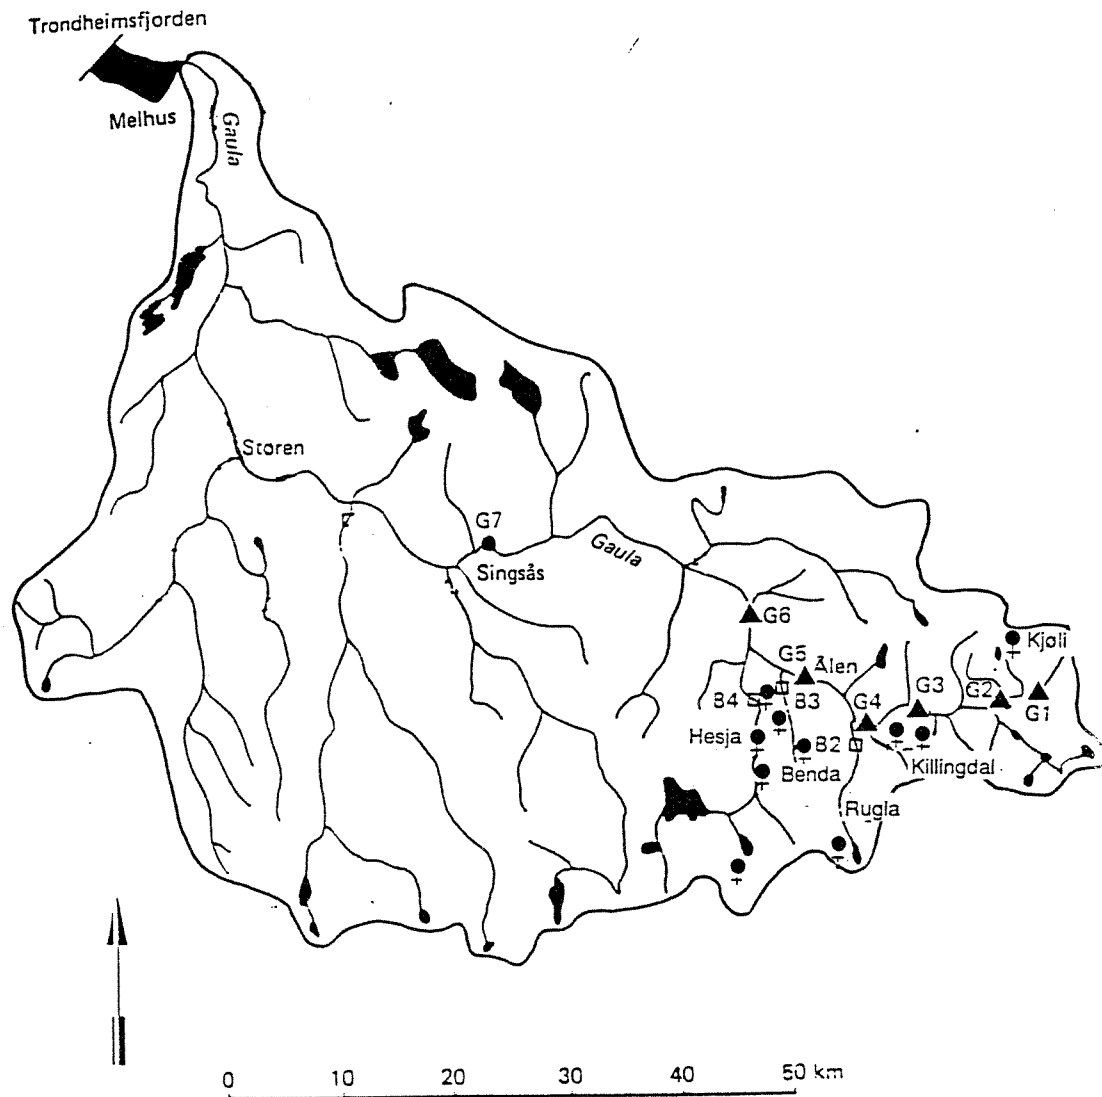 Trondheimsfjorden
Melhus
Gaula
Støren
G7
Singsås
Gaula
G6
Kjøli
G5
Ålen
G3
G2
G1
B4
B3
G4
Hesja
B2
Killingdal
Benda
Rugla
0 10 20 30 40 50 km